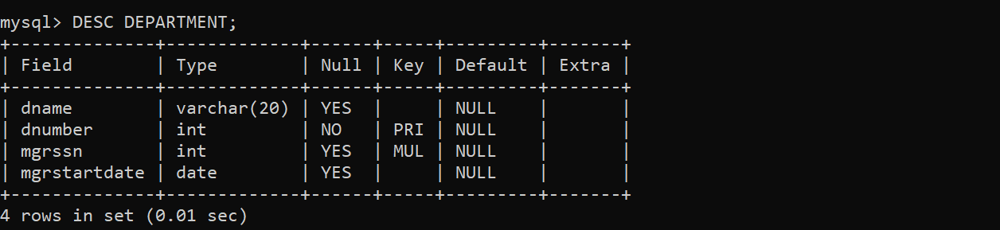 mysql> DESC DEPARTMENT;
+--------------+-------------+------+-----+---------+-------+
| Field        | Type        | Null | Key | Default | Extra |
+--------------+-------------+------+-----+---------+-------+
| dname        | varchar(20) | YES  |     | NULL    |       |
| dnumber      | int         | NO   | PRI | NULL    |       |
| mgrssn       | int         | YES  | MUL | NULL    |       |
| mgrstartdate | date        | YES  |     | NULL    |       |
+--------------+-------------+------+-----+---------+-------+
4 rows in set (0.01 sec)